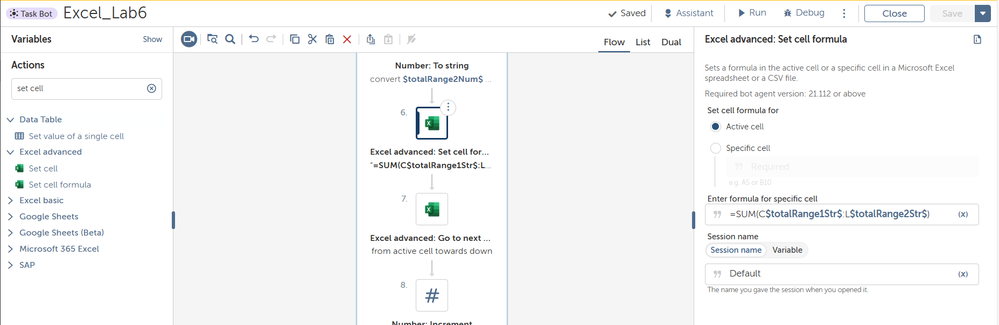 Task Bot Excel_Lab6 Saved Assistant Run Debug Close Save
Variables Show
Actions
set cell
Data Table
Set value of a single cell
Excel advanced
Set cell
Set cell formula
Excel basic
Google Sheets
Google Sheets (Beta)
Microsoft 365 Excel
SAP
Flow List Dual
Number: To string
convert $totalRange2Num$ ...
6.
Excel advanced: Set cell for...
"=SUM(C$totalRange1Str$:L...
7.
Excel advanced: Go to next ...
from active cell towards down
8.
#
Number: Increment
Excel advanced: Set cell formula
Sets a formula in the active cell or a specific cell in a Microsoft Excel
spreadsheet or a CSV file.
Required bot agent version: 21.112 or above
Set cell formula for
Active cell
Specific cell
Required
e.g. A5 or B10
Enter formula for specific cell
=SUM(C$totalRange1Str$:L$totalRange2Str$) (x)
Session name
Session name Variable
Default (x)
The name you gave the session when you opened it.